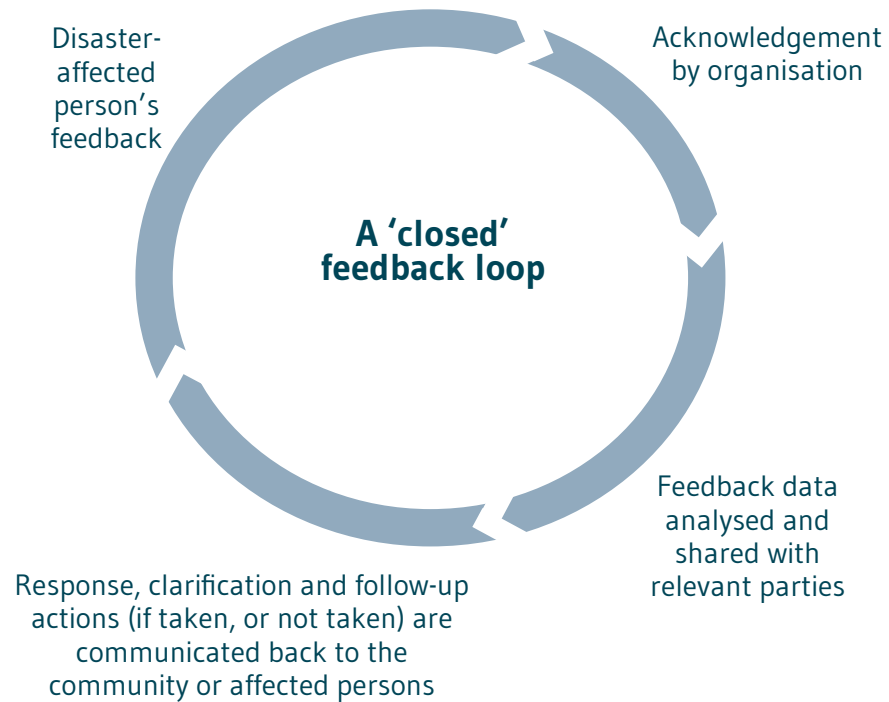 Disaster-
affected
person's
feedback
Acknowledgement
by organisation
A ‘closed’
feedback loop
Feedback data
analysed and
shared with
relevant parties
Response, clarification and follow-up
actions (if taken, or not taken) are
communicated back to the
community or affected persons